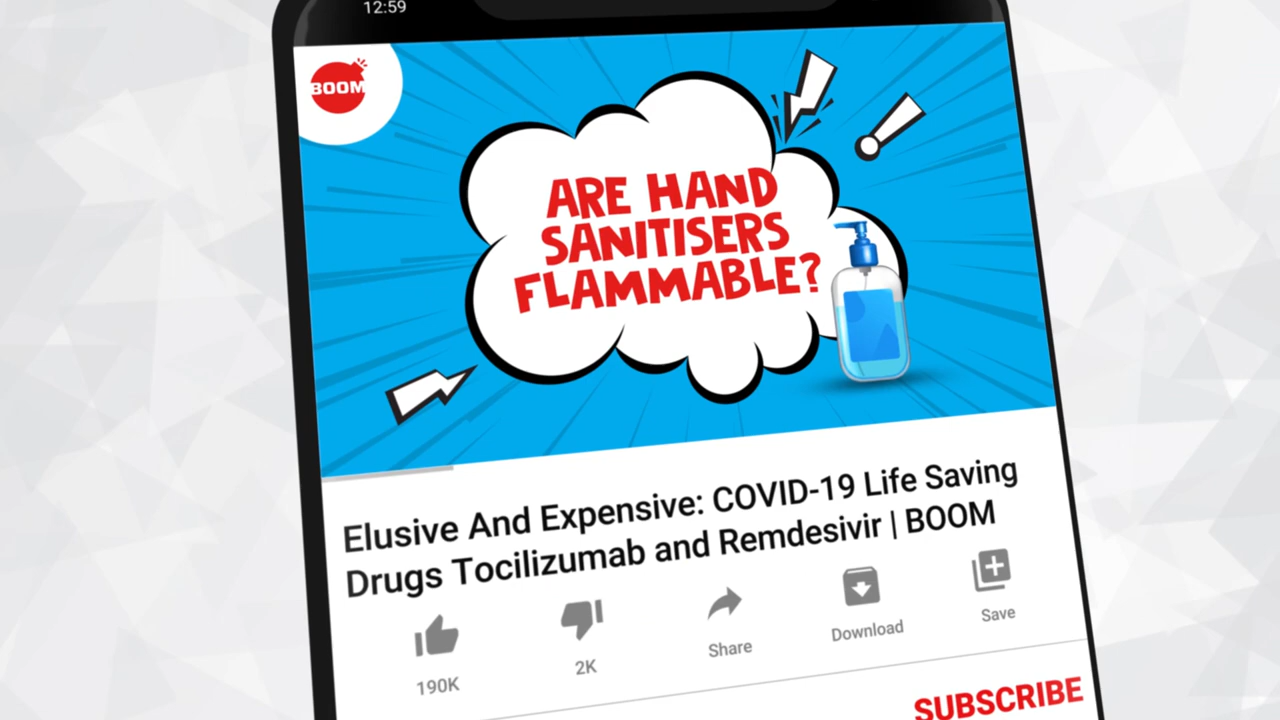 12:59
BOOM
ARE HAND
SANITISERS
FLAMMABLE?
Elusive And Expensive: COVID-19 Life Saving
Drugs Tocilizumab and Remdesivir | BOOM
190K
2K
Share
Download
Save
SUBSCRIBE